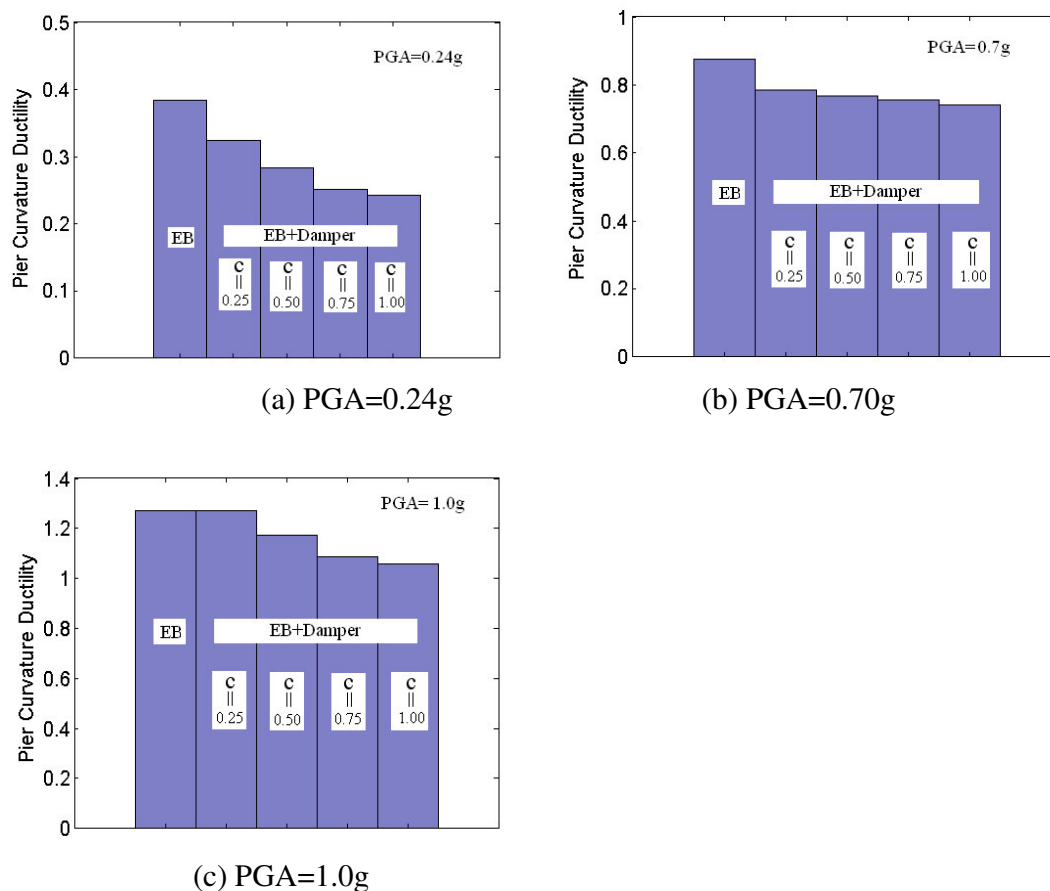 Pier Curvature Ductility
0.5
0.4
0.3
0.2
0.1
0
PGA=0.24g
EB
EB+Damper
C = 0.25
C = 0.50
C = 0.75
C = 1.00
(a) PGA=0.24g
Pier Curvature Ductility
1
0.8
0.6
0.4
0.2
0
PGA=0.7g
EB
EB+Damper
C = 0.25
C = 0.50
C = 0.75
C = 1.00
(b) PGA=0.70g
Pier Curvature Ductility
1.4
1.2
1
0.8
0.6
0.4
0.2
0
PGA= 1.0g
EB
EB+Damper
C = 0.25
C = 0.50
C = 0.75
C = 1.00
(c) PGA=1.0g